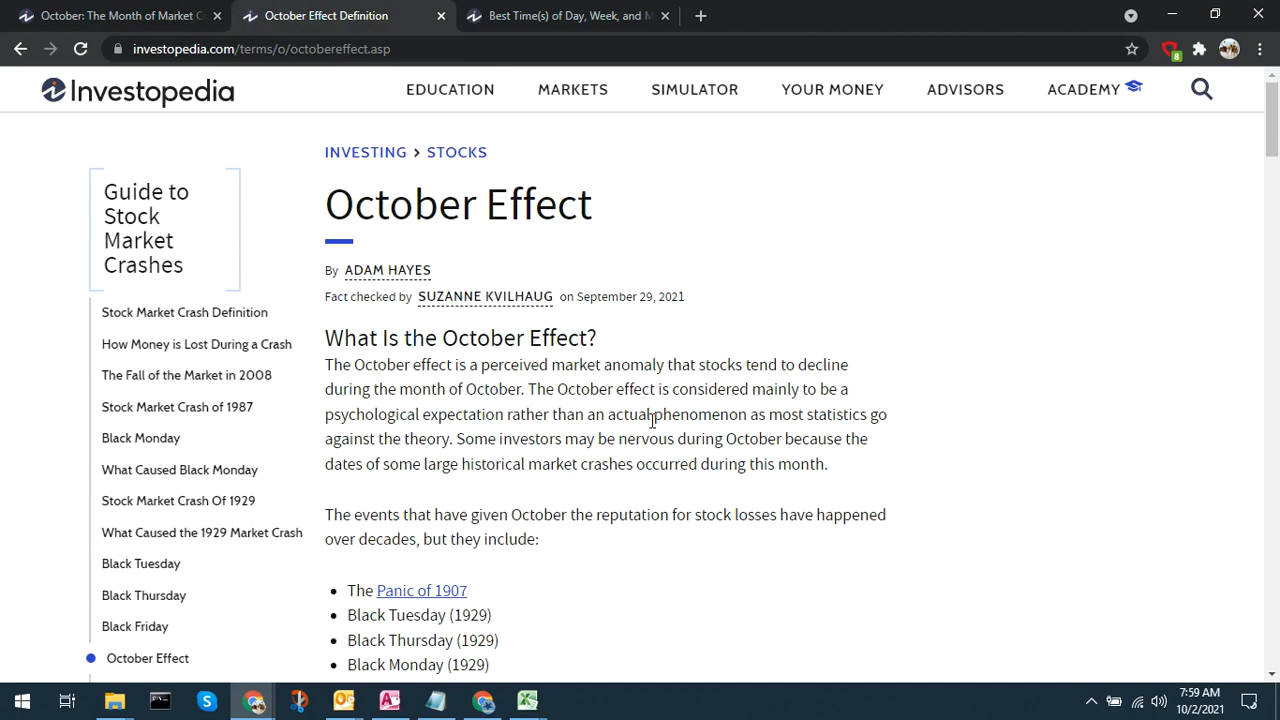 October: The Month of Market C
October Effect Definition
Best Time(s) of Day, Week, and M
investopedia.com/terms/o/octobereffect.asp
8
Investopedia
EDUCATION
MARKETS
SIMULATOR
YOUR MONEY
ADVISORS
ACADEMY
INVESTING > STOCKS
Guide to
Stock
Market
Crashes
Stock Market Crash Definition
How Money is Lost During a Crash
The Fall of the Market in 2008
Stock Market Crash of 1987
Black Monday
What Caused Black Monday
Stock Market Crash Of 1929
What Caused the 1929 Market Crash
Black Tuesday
Black Thursday
Black Friday
October Effect
October Effect
By ADAM HAYES
Fact checked by SUZANNE KVILHAUG on September 29, 2021
What Is the October Effect?
The October effect is a perceived market anomaly that stocks tend to decline
during the month of October. The October effect is considered mainly to be a
psychological expectation rather than an actual phenomenon as most statistics go
against the theory. Some investors may be nervous during October because the
dates of some large historical market crashes occurred during this month.
The events that have given October the reputation for stock losses have happened
over decades, but they include:
• The Panic of 1907
• Black Tuesday (1929)
• Black Thursday (1929)
• Black Monday (1929)
7:59 AM
10/2/2021